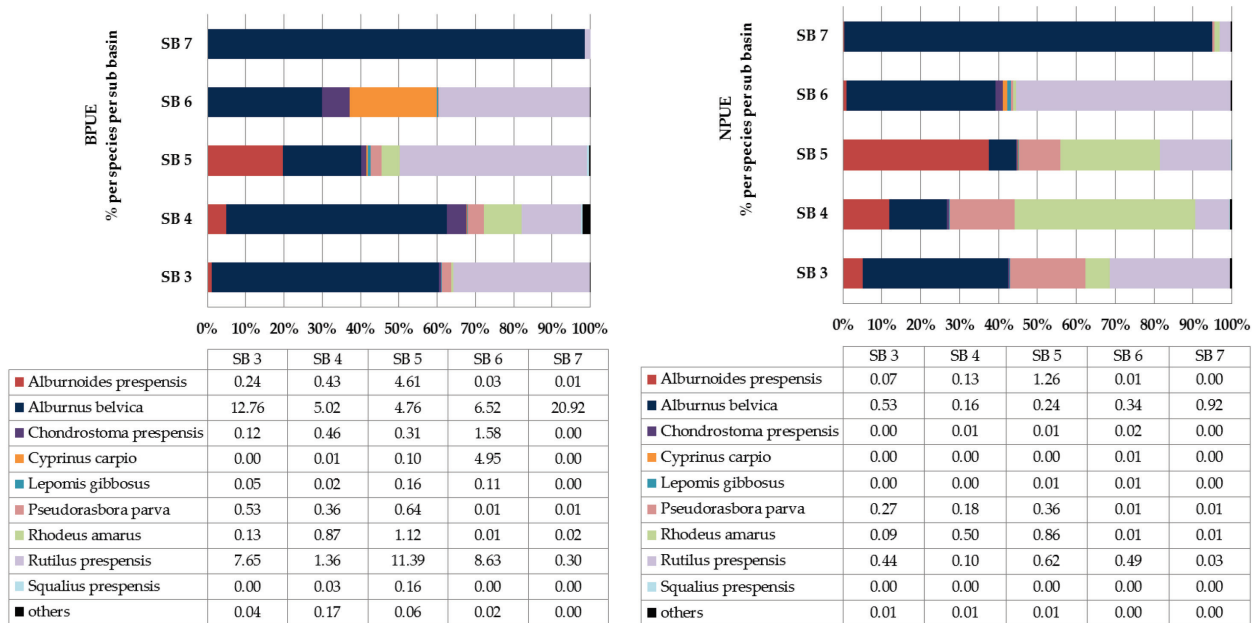 BPUE
% per species per sub basin
SB 7
SB 6
SB 5
SB 4
SB 3
0% 10% 20% 30% 40% 50% 60% 70% 80% 90% 100%
SB 3 SB 4 SB 5 SB 6 SB 7
Alburnoides prespensis 0.24 0.43 4.61 0.03 0.01
Alburnus belvica 12.76 5.02 4.76 6.52 20.92
Chondrostoma prespensis 0.12 0.46 0.31 1.58 0.00
Cyprinus carpio 0.00 0.01 0.10 4.95 0.00
Lepomis gibbosus 0.05 0.02 0.16 0.11 0.00
Pseudorasbora parva 0.53 0.36 0.64 0.01 0.01
Rhodeus amarus 0.13 0.87 1.12 0.01 0.02
Rutilus prespensis 7.65 1.36 11.39 8.63 0.30
Squalius prespensis 0.00 0.03 0.16 0.00 0.00
others 0.04 0.17 0.06 0.02 0.00
NPUE
% per species per sub basin
SB 7
SB 6
SB 5
SB 4
SB 3
0% 10% 20% 30% 40% 50% 60% 70% 80% 90% 100%
SB 3 SB 4 SB 5 SB 6 SB 7
Alburnoides prespensis 0.07 0.13 1.26 0.01 0.00
Alburnus belvica 0.53 0.16 0.24 0.34 0.92
Chondrostoma prespensis 0.00 0.01 0.01 0.02 0.00
Cyprinus carpio 0.00 0.00 0.00 0.01 0.00
Lepomis gibbosus 0.00 0.00 0.01 0.01 0.00
Pseudorasbora parva 0.27 0.18 0.36 0.01 0.01
Rhodeus amarus 0.09 0.50 0.86 0.01 0.01
Rutilus prespensis 0.44 0.10 0.62 0.49 0.03
Squalius prespensis 0.00 0.00 0.00 0.00 0.00
others 0.01 0.01 0.01 0.00 0.00